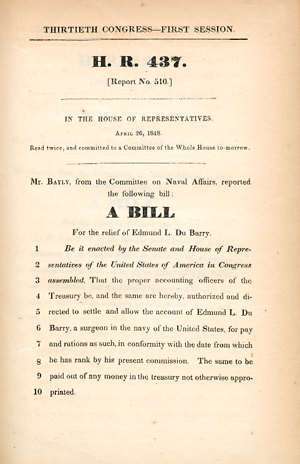 THIRTIETH CONGRESS—FIRST SESSION.
H. R. 437.
[Report No. 510.]
IN THE HOUSE OF REPRESENTATIVES.
APRIL 26, 1848.
Read twice, and committed to a Committee of the Whole House to-morrow.
Mr. BAYLY, from the Committee on Naval Affairs, reported
the following bill:
A BILL
For the relief of Edmund L. Du Barry.
1 Be it enacted by the Senate and House of Repre-
2 sentatives of the United States of America in Congress
3 assembled, That the proper accounting officers of the
4 Treasury be, and the same are hereby, authorized and di-
5 rected to settle and allow the account of Edmund L. Du
6 Barry, a surgeon in the navy of the United States, for pay
7 and rations as such, in conformity with the date from which
8 he has rank by his present commission. The same to be
9 paid out of any money in the treasury not otherwise appro-
10 priated.